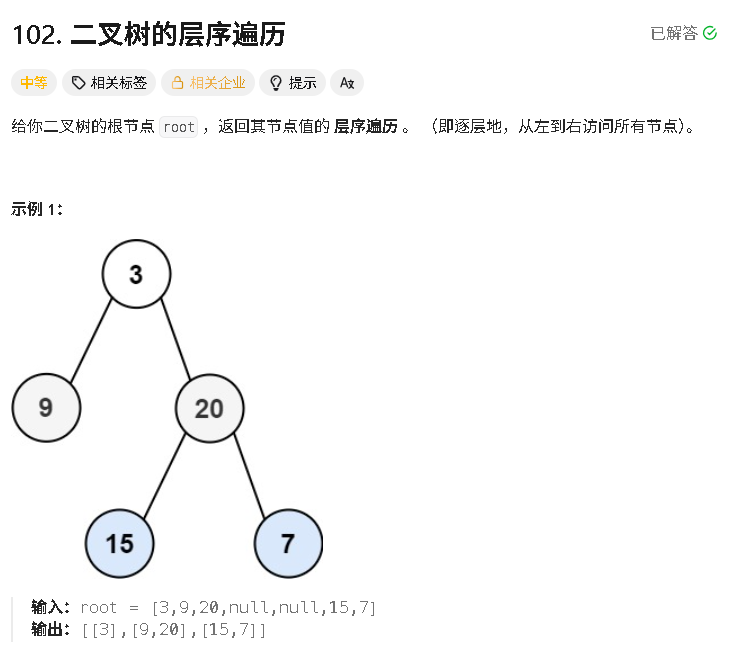 102. 二叉树的层序遍历
已解答
中等 相关标签 相关企业 提示 Aх
给你二叉树的根节点 root ，返回其节点值的 层序遍历 。 （即逐层地，从左到右访问所有节点）。
示例 1：
3
9
20
15
7
输入：root = [3,9,20,null,null,15,7]
输出：[[3],[9,20],[15,7]]